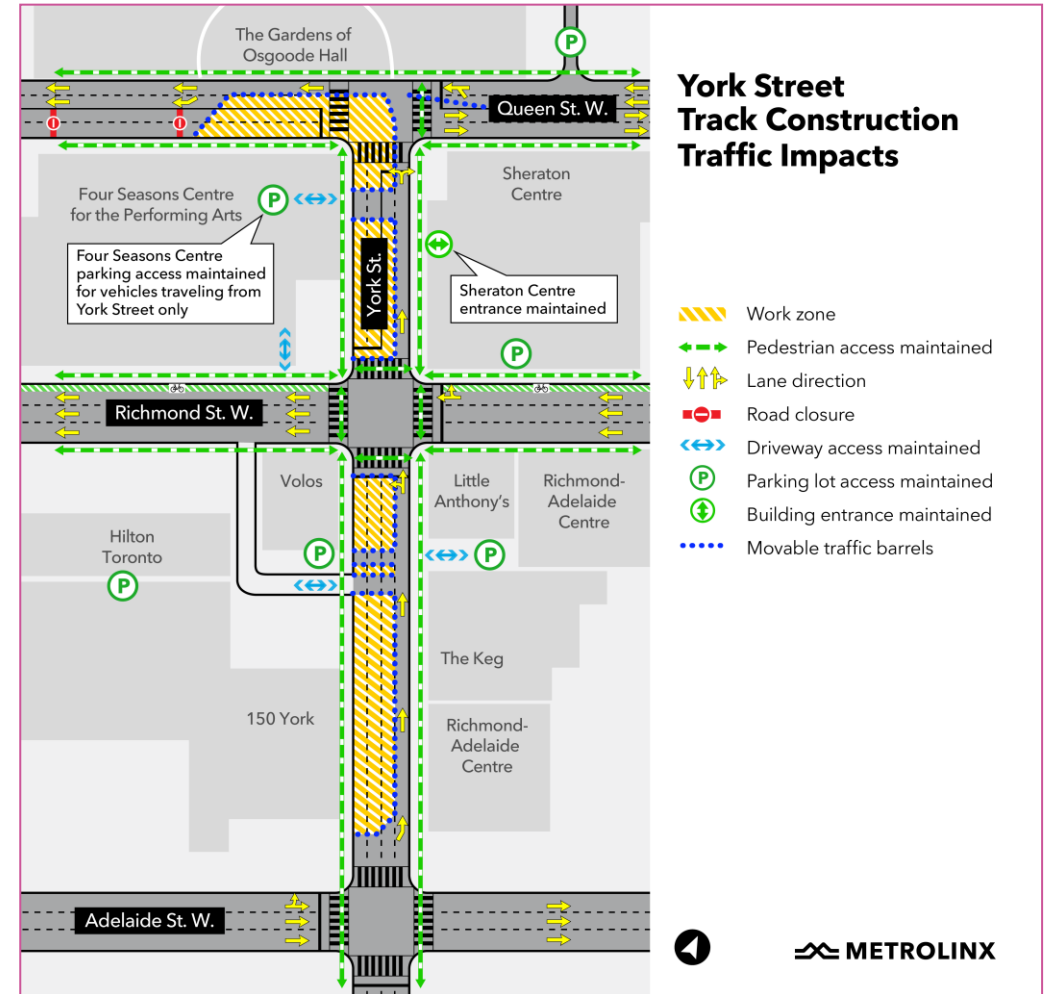 The Gardens of
Osgoode Hall
P
Queen St. W.
York Street
Track Construction
Traffic Impacts
Four Seasons Centre
for the Performing Arts
P
Sheraton
Centre
Four Seasons Centre
parking access maintained
for vehicles traveling from
York Street only
York St.
Sheraton Centre
entrance maintained
P
Work zone
Pedestrian access maintained
Lane direction
Road closure
Driveway access maintained
P
Parking lot access maintained
Building entrance maintained
Movable traffic barrels
Richmond St. W.
Volos
Little
Anthony's
Richmond-
Adelaide
Centre
Hilton
Toronto
P
P
P
The Keg
150 York
Richmond-
Adelaide
Centre
Adelaide St. W.
METROLINX